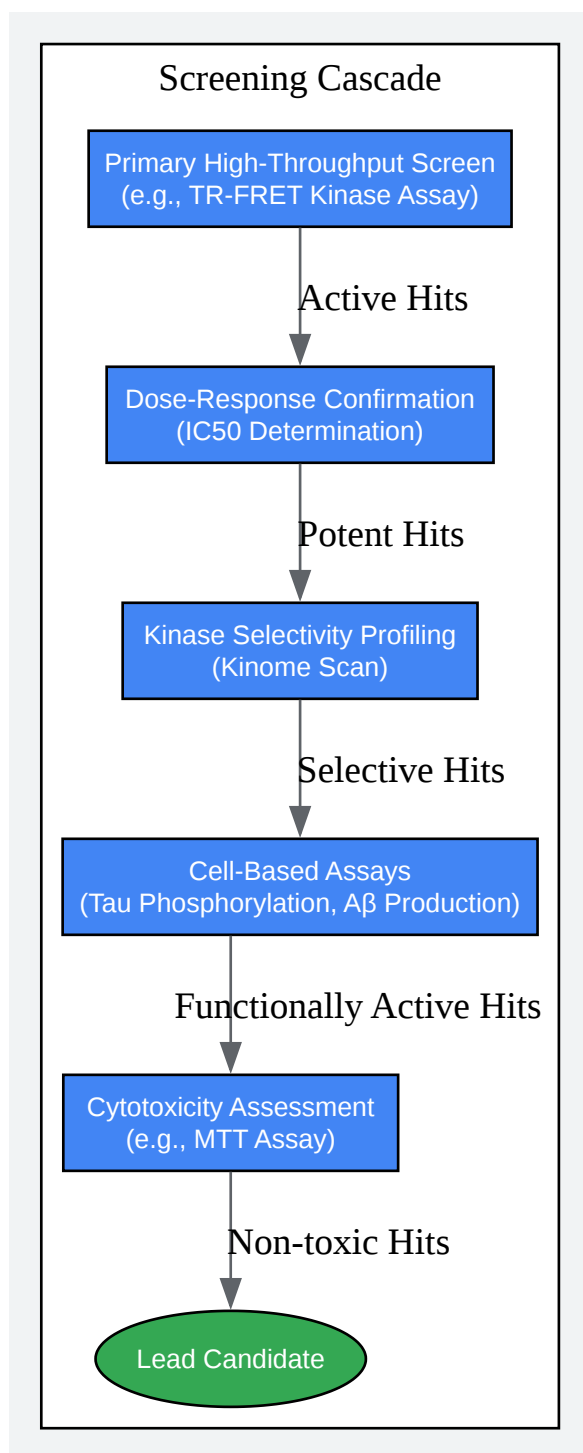 Screening Cascade
Primary High-Throughput Screen
(e.g., TR-FRET Kinase Assay)
Active Hits
Dose-Response Confirmation
(IC50 Determination)
Potent Hits
Kinase Selectivity Profiling
(Kinome Scan)
Selective Hits
Cell-Based Assays
(Tau Phosphorylation, Aβ Production)
Functionally Active Hits
Cytotoxicity Assessment
(e.g., MTT Assay)
Non-toxic Hits
Lead Candidate